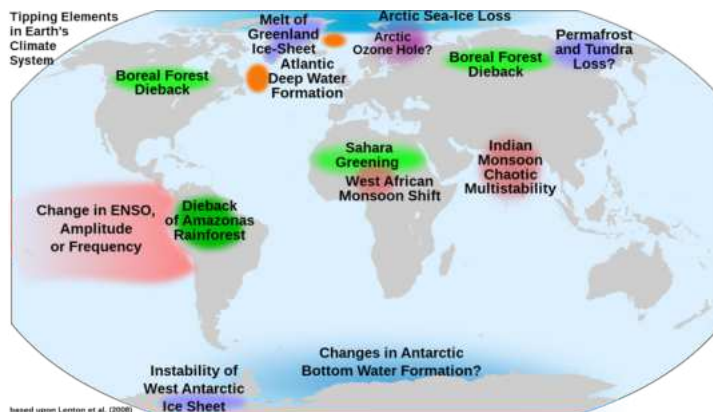 Tipping Elements
in Earth's
Climate
System
Melt of
Greenland
Ice-Sheet
Arctic Sea-Ice Loss
Arctic
Ozone Hole?
Permafrost
and Tundra
Loss?
Atlantic
Deep Water
Formation
Boreal Forest
Dieback
Boreal Forest
Dieback
Sahara
Greening
West African
Monsoon Shift
Indian
Monsoon
Chaotic
Multistability
Change in ENSO,
Amplitude
or Frequency
Dieback
of Amazonas
Rainforest
Changes in Antarctic
Bottom Water Formation?
Instability of
West Antarctic
Ice Sheet
based upon Lenton et al. (2008)